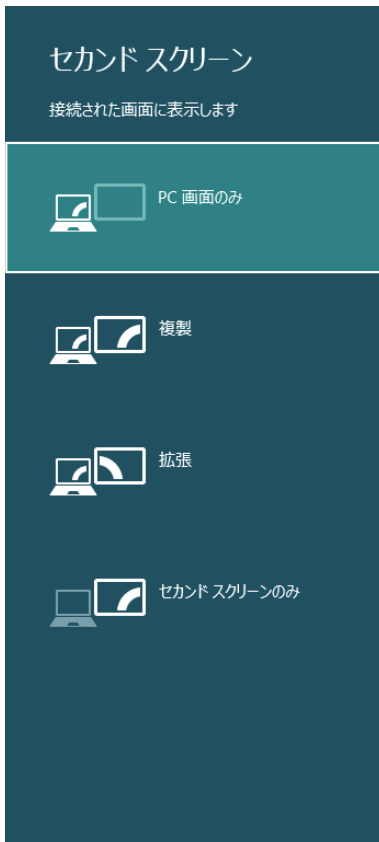 セカンド スクリーン
接続された画面に表示します
PC 画面のみ
複製
拡張
セカンド スクリーンのみ